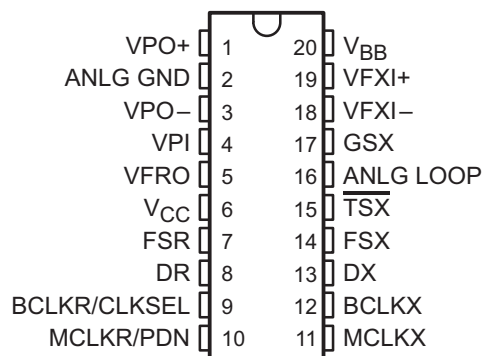 VPO+ 1 20 VBB
ANLG GND 2 19 VFXI+
VPO– 3 18 VFXI–
VPI 4 17 GSX
VFRO 5 16 ANLG LOOP
VCC 6 15 TSX
FSR 7 14 FSX
DR 8 13 DX
BCLKR/CLKSEL 9 12 BCLKX
MCLKR/PDN 10 11 MCLKX